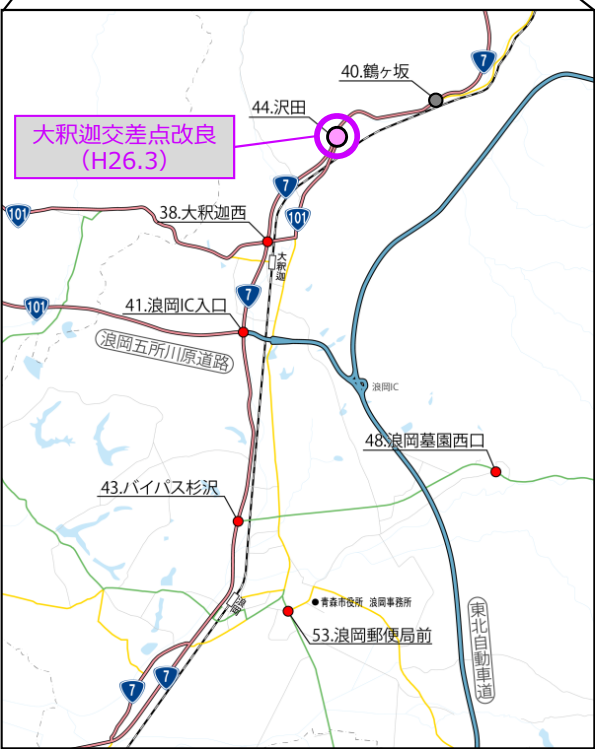 7
40.鶴ヶ坂
44.沢田
大釈迦交差点改良
（H26.3）
7
101
38.大釈迦西
101
大釈迦
7
101
41.浪岡IC入口
浪岡五所川原道路
浪岡IC
48.浪岡墓園西口
43.バイパス杉沢
浪岡
青森市役所 浪岡事務所
53.浪岡郵便局前
東北自動車道
7
7